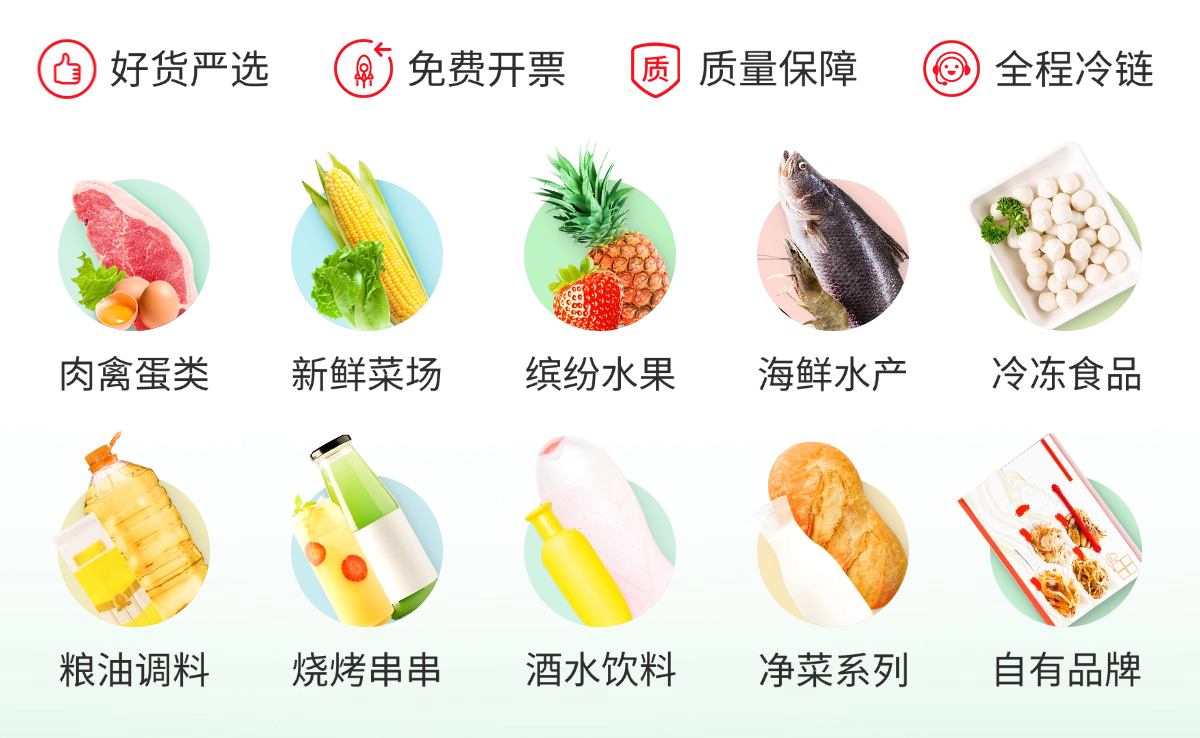 好货严选 免费开票 质 质量保障 全程冷链
肉禽蛋类 新鲜菜场 缤纷水果 海鲜水产 冷冻食品
粮油调料 烧烤串串 酒水饮料 净菜系列 自有品牌